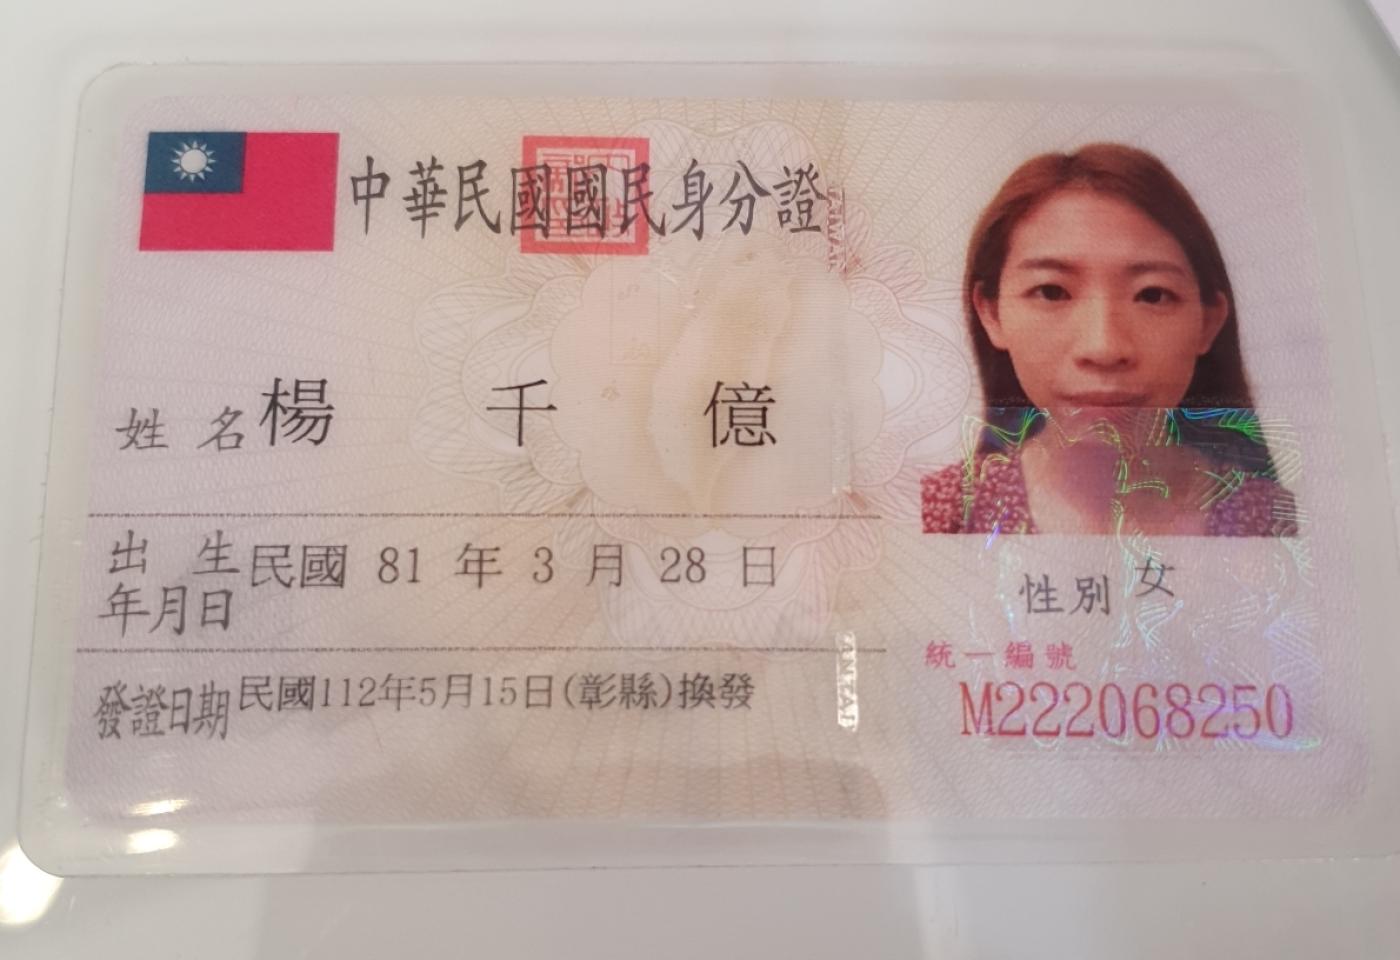 中華民國國民身分證
TAIWAN
姓名 楊千億
出生年月日 民國 81 年 3 月 28 日
性別 女
統一編號
M222068250
發證日期 民國112年5月15日(彰縣)換發